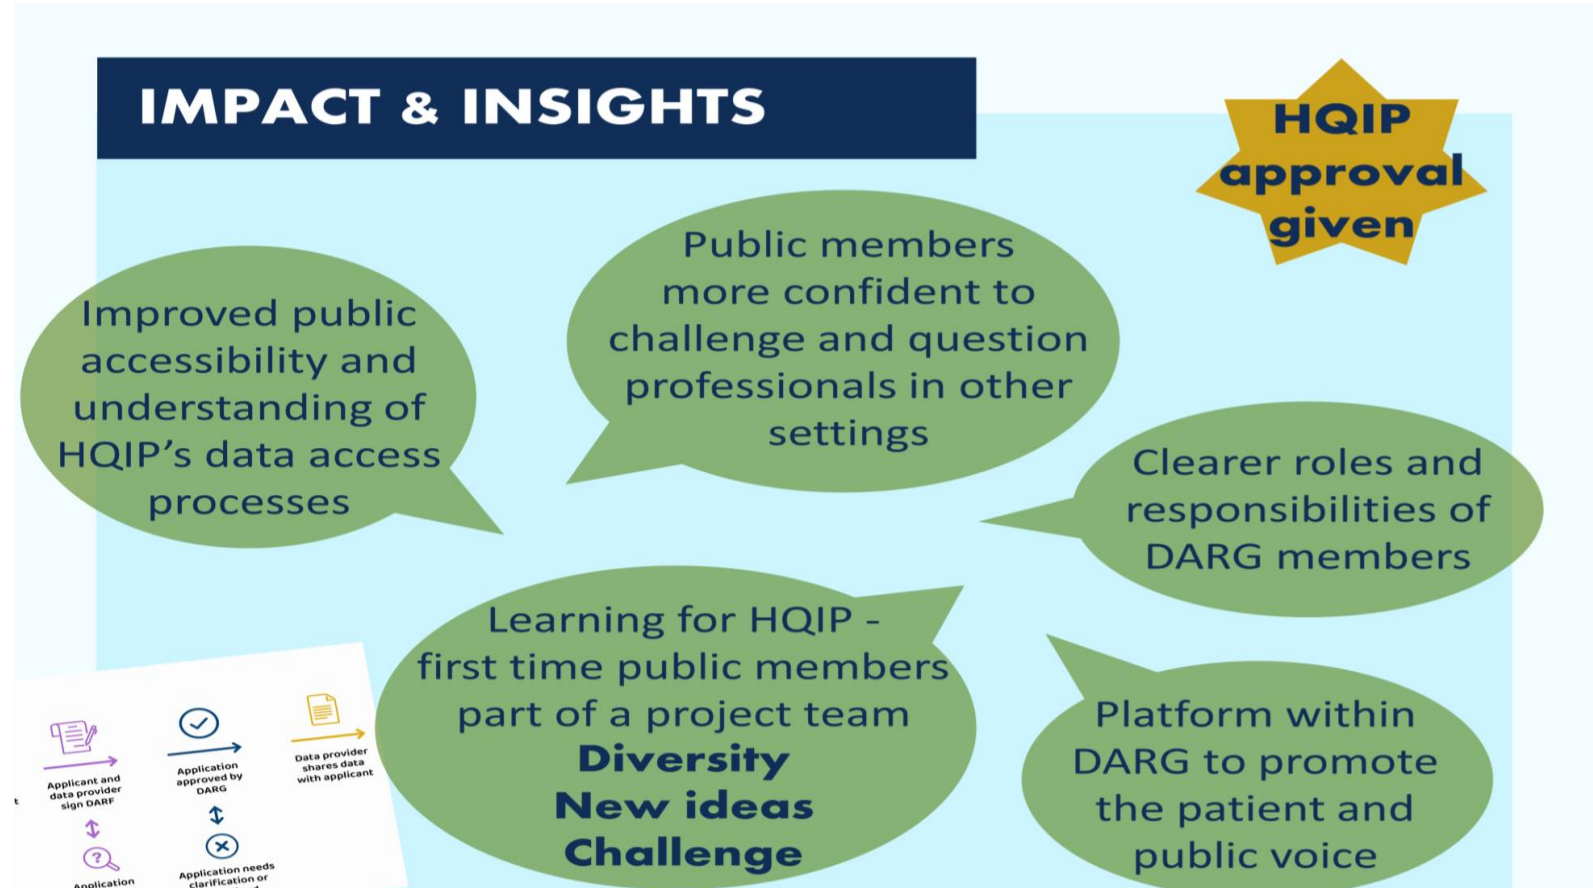 IMPACT & INSIGHTS
HQIP
approval
given
Improved public
accessibility and
understanding of
HQIP’s data access
processes
Public members
more confident to
challenge and question
professionals in other
settings
Clearer roles and
responsibilities of
DARG members
Learning for HQIP -
first time public members
part of a project team
Diversity
New ideas
Challenge
Platform within
DARG to promote
the patient and
public voice
Applicant and
data provider
sign DARF
Application
approved by
DARG
Data provider
shares data
with applicant
Application
Application needs
clarification or